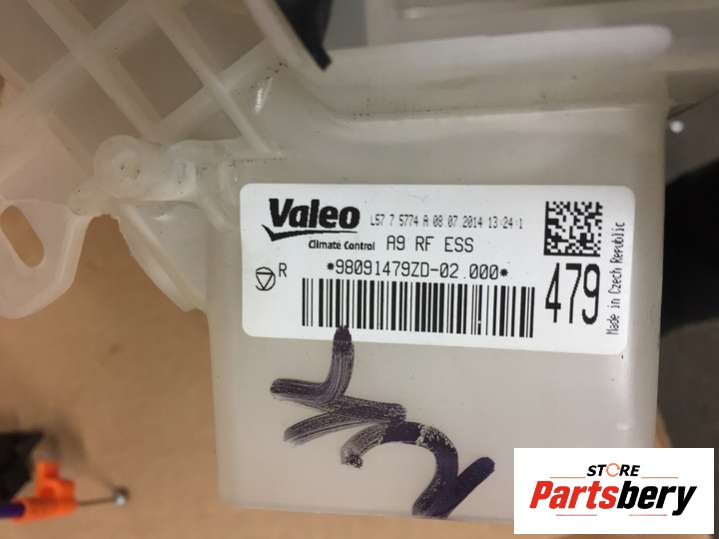 Valeo L57 7 5774 A 08 07 2014 13:24:1
Climate Control A9 RF ESS
R *98091479ZD-02.000*
479
Made in Czech Republic
STORE
Partsbery